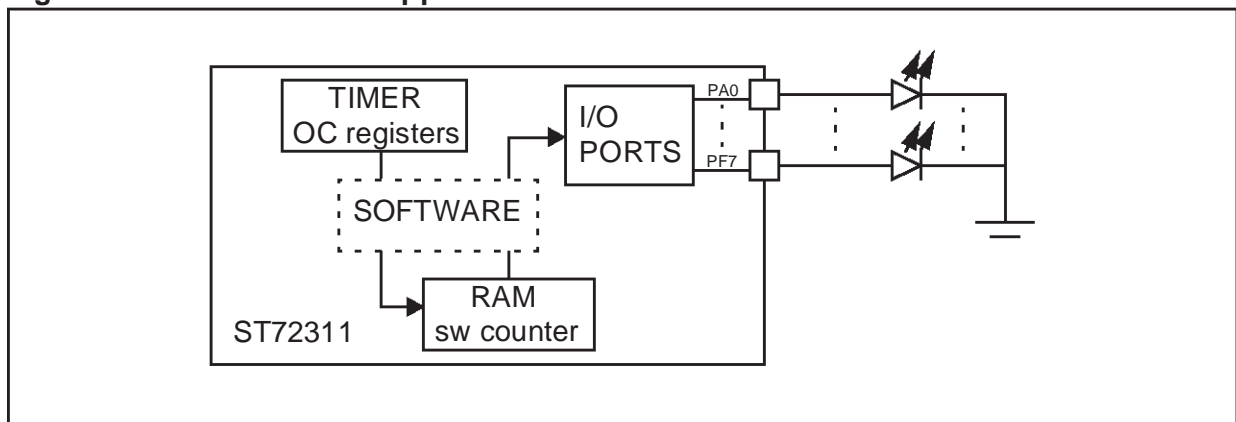 TIMER
OC registers
I/O
PORTS
PA0
PF7
SOFTWARE
RAM
sw counter
ST72311